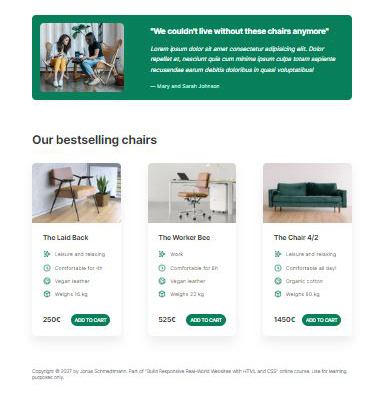 "We couldn't live without these chairs anymore"
Lorem ipsum dolor sit amet consectetur adipisicing elit. Dolor
repellat et, nesciunt quia cum minima ipsum culpa totam sapiente
recusandae earum debitis doloribus in quasi voluptatibus!
— Mary and Sarah Johnson
Our bestselling chairs
The Laid Back
Leisure and relaxing
Comfortable for 4h
Vegan leather
Weighs 16 kg
250€ ADD TO CART
The Worker Bee
Work
Comfortable for 8h
Vegan leather
Weighs 22 kg
525€ ADD TO CART
The Chair 4/2
Leisure and relaxing
Comfortable all day!
Organic cotton
Weighs 80 kg
1450€ ADD TO CART
Copyright © 2027 by Jonas Schmedtmann. Part of "Build Responsive Real-World Websites with HTML and CSS" online course. Use for learning
purposes only.